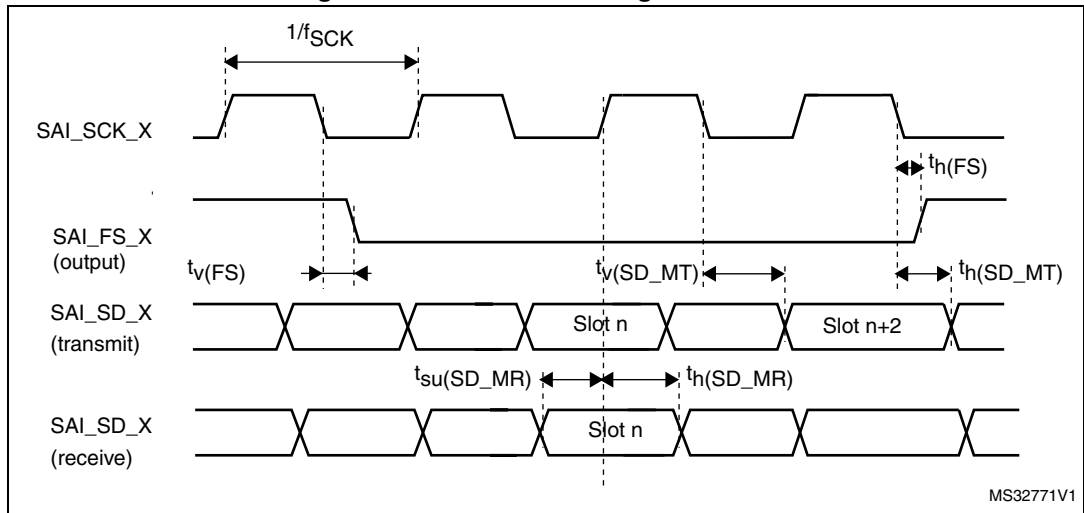 1/fSCK
SAI_SCK_X
th(FS)
SAI_FS_X
(output)
tv(FS)
tv(SD_MT)
th(SD_MT)
SAI_SD_X
(transmit)
Slot n
Slot n+2
tsu(SD_MR)
th(SD_MR)
SAI_SD_X
(receive)
Slot n
MS32771V1